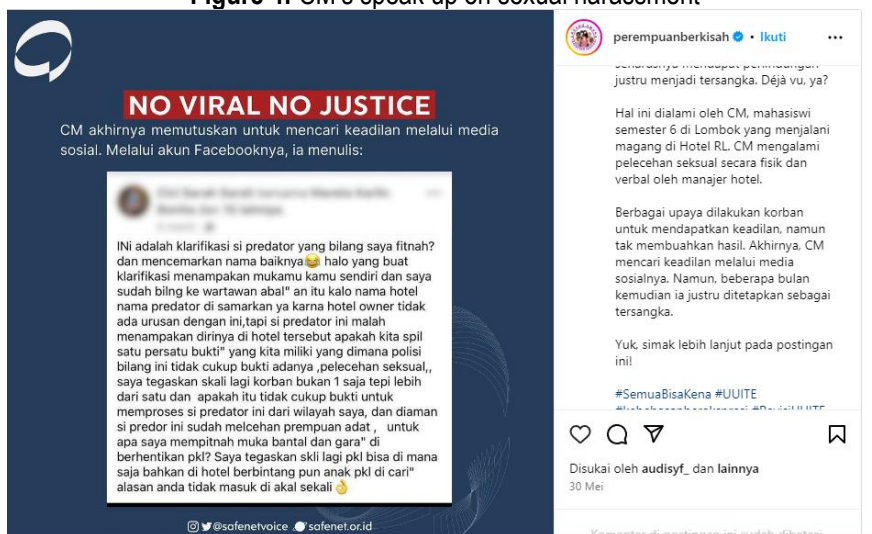 Figure 1. CM's speak up on sexual harassment
NO VIRAL NO JUSTICE
CM akhirnya memutuskan untuk mencari keadilan melalui media
sosial. Melalui akun Facebooknya, ia menulis:
INi adalah klarifikasi si predator yang bilang saya fitnah?
dan mencemarkan nama baiknya😂 halo yang buat
klarifikasi menampakan mukamu kamu sendiri dan saya
sudah bilng ke wartawan abal" an itu kalo nama hotel
nama predator di samarkan ya karna hotel owner tidak
ada urusan dengan ini,tapi si predator ini malah
menampakan dirinya di hotel tersebut apakah kita spil
satu persatu bukti" yang kita miliki yang dimana polisi
bilang ini tidak cukup bukti adanya ,pelecehan seksual,,
saya tegaskan skali lagi korban bukan 1 saja tepi lebih
dari satu dan apakah itu tidak cukup bukti untuk
memproses si predator ini dari wilayah saya, dan diaman
si predor ini sudah melcehan prempuan adat , untuk
apa saya mempitnah muka bantal dan gara" di
berhentikan pkl? Saya tegaskan skli lagi pkl bisa di mana
saja bahkan di hotel berbintang pun anak pkl di cari"
alasan anda tidak masuk di akal sekali 👌
@safenetvoice safenet.or.id
perempuanberkisah • Ikuti
seharusnya mendapat perlindungan
justru menjadi tersangka. Déjà vu, ya?
Hal ini dialami oleh CM, mahasiswi
semester 6 di Lombok yang menjalani
magang di Hotel RL. CM mengalami
pelecehan seksual secara fisik dan
verbal oleh manajer hotel.
Berbagai upaya dilakukan korban
untuk mendapatkan keadilan, namun
tak membuahkan hasil. Akhirnya, CM
mencari keadilan melalui media
sosialnya. Namun, beberapa bulan
kemudian ia justru ditetapkan sebagai
tersangka.
Yuk, simak lebih lanjut pada postingan
ini!
#SemuaBisaKena #UUITE
#kebebasanberekspresi #RevisiUUITE
Disukai oleh audisyf_ dan lainnya
30 Mei
Komentar di postingan ini sudah dibatasi